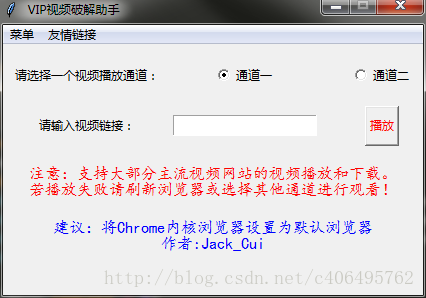 VIP视频破解助手
菜单 友情链接
请选择一个视频播放通道： 通道一 通道二
请输入视频链接： 播放
注意：支持大部分主流视频网站的视频播放和下载。
若播放失败请刷新浏览器或选择其他通道进行观看！
建议：将Chrome内核浏览器设置为默认浏览器
作者:Jack_Cui
http://blog.csdn.net/c406495762